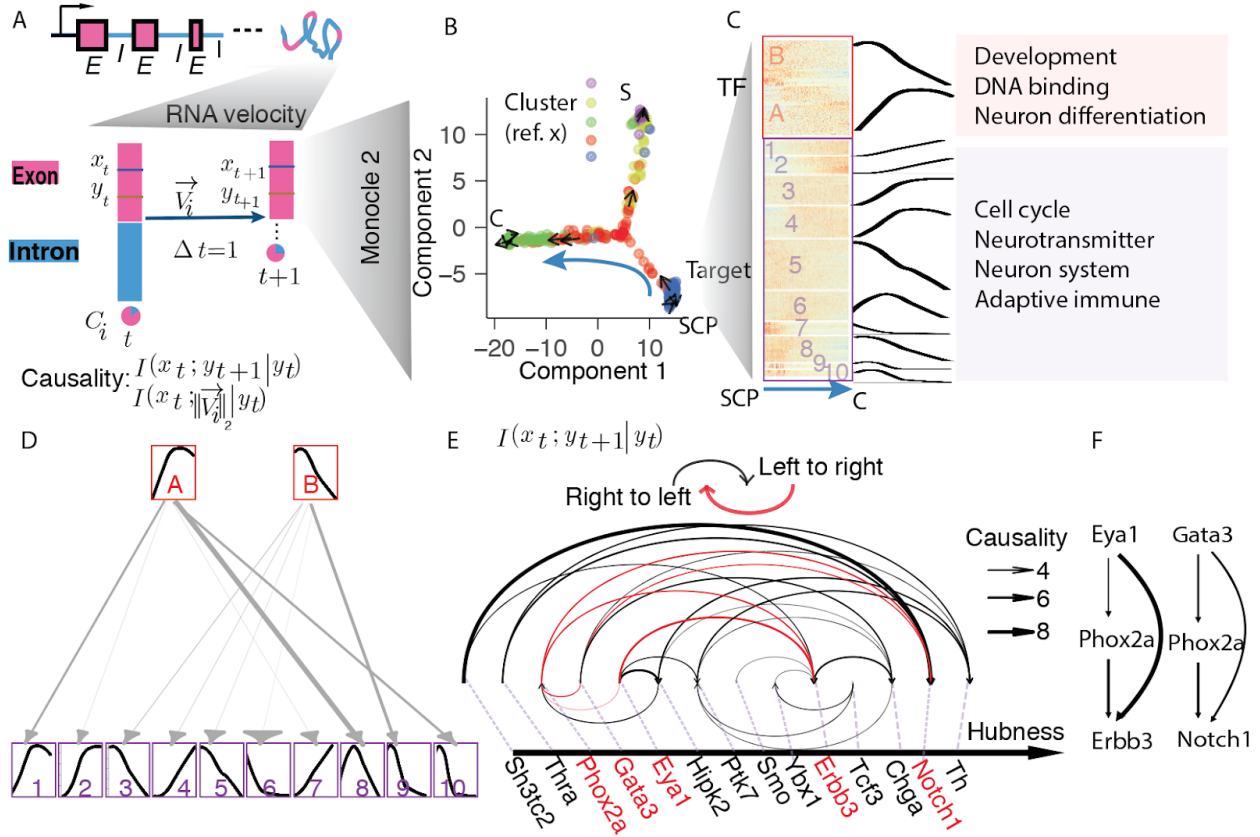 A
E
I
E
I
E
I
RNA velocity
Exon
Intron
x_t
y_t
V_i
Δ t=1
x_{t+1}
y_{t+1}
t+1
C_i
t
Causality: I(x_t; y_{t+1}|y_t)
I(x_t; ||V_i||_2|y_t)
Monocle 2
B
Cluster
(ref. x)
S
C
SCP
Component 2
10
5
0
−5
−20
−10
0
10
Component 1
C
TF
Target
B
A
1
2
3
4
5
6
7
8
9
10
SCP
C
Development
DNA binding
Neuron differentiation
Cell cycle
Neurotransmitter
Neuron system
Adaptive immune
D
A
B
1
2
3
4
5
6
7
8
9
10
E
I(x_t; y_{t+1}|y_t)
Left to right
Right to left
Causality
4
6
8
Hubness
Sh3tc2
Thra
Phox2a
Gata3
Eya1
Hipk2
Ptk7
Smo
Ybx1
Erbb3
Tcf3
Chga
Notch1
Th
F
Eya1
Gata3
Phox2a
Phox2a
Erbb3
Notch1